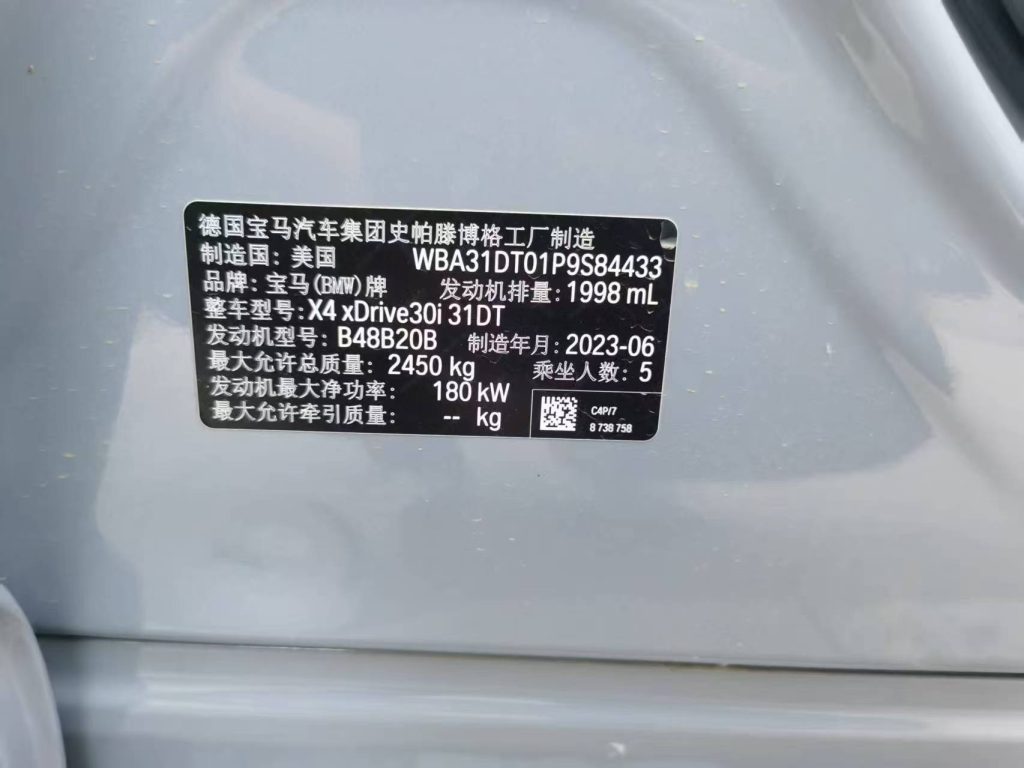 德国宝马汽车集团史帕滕博格工厂制造
制造国：美国 WBA31DT01P9S84433
品牌：宝马(BMW)牌 发动机排量：1998 mL
整车型号：X4 xDrive30i 31DT
发动机型号：B48B20B 制造年月：2023-06
最大允许总质量：2450 kg 乘坐人数：5
发动机最大净功率：180 kW
最大允许牵引质量：-- kg
C4P/7
8 738 758